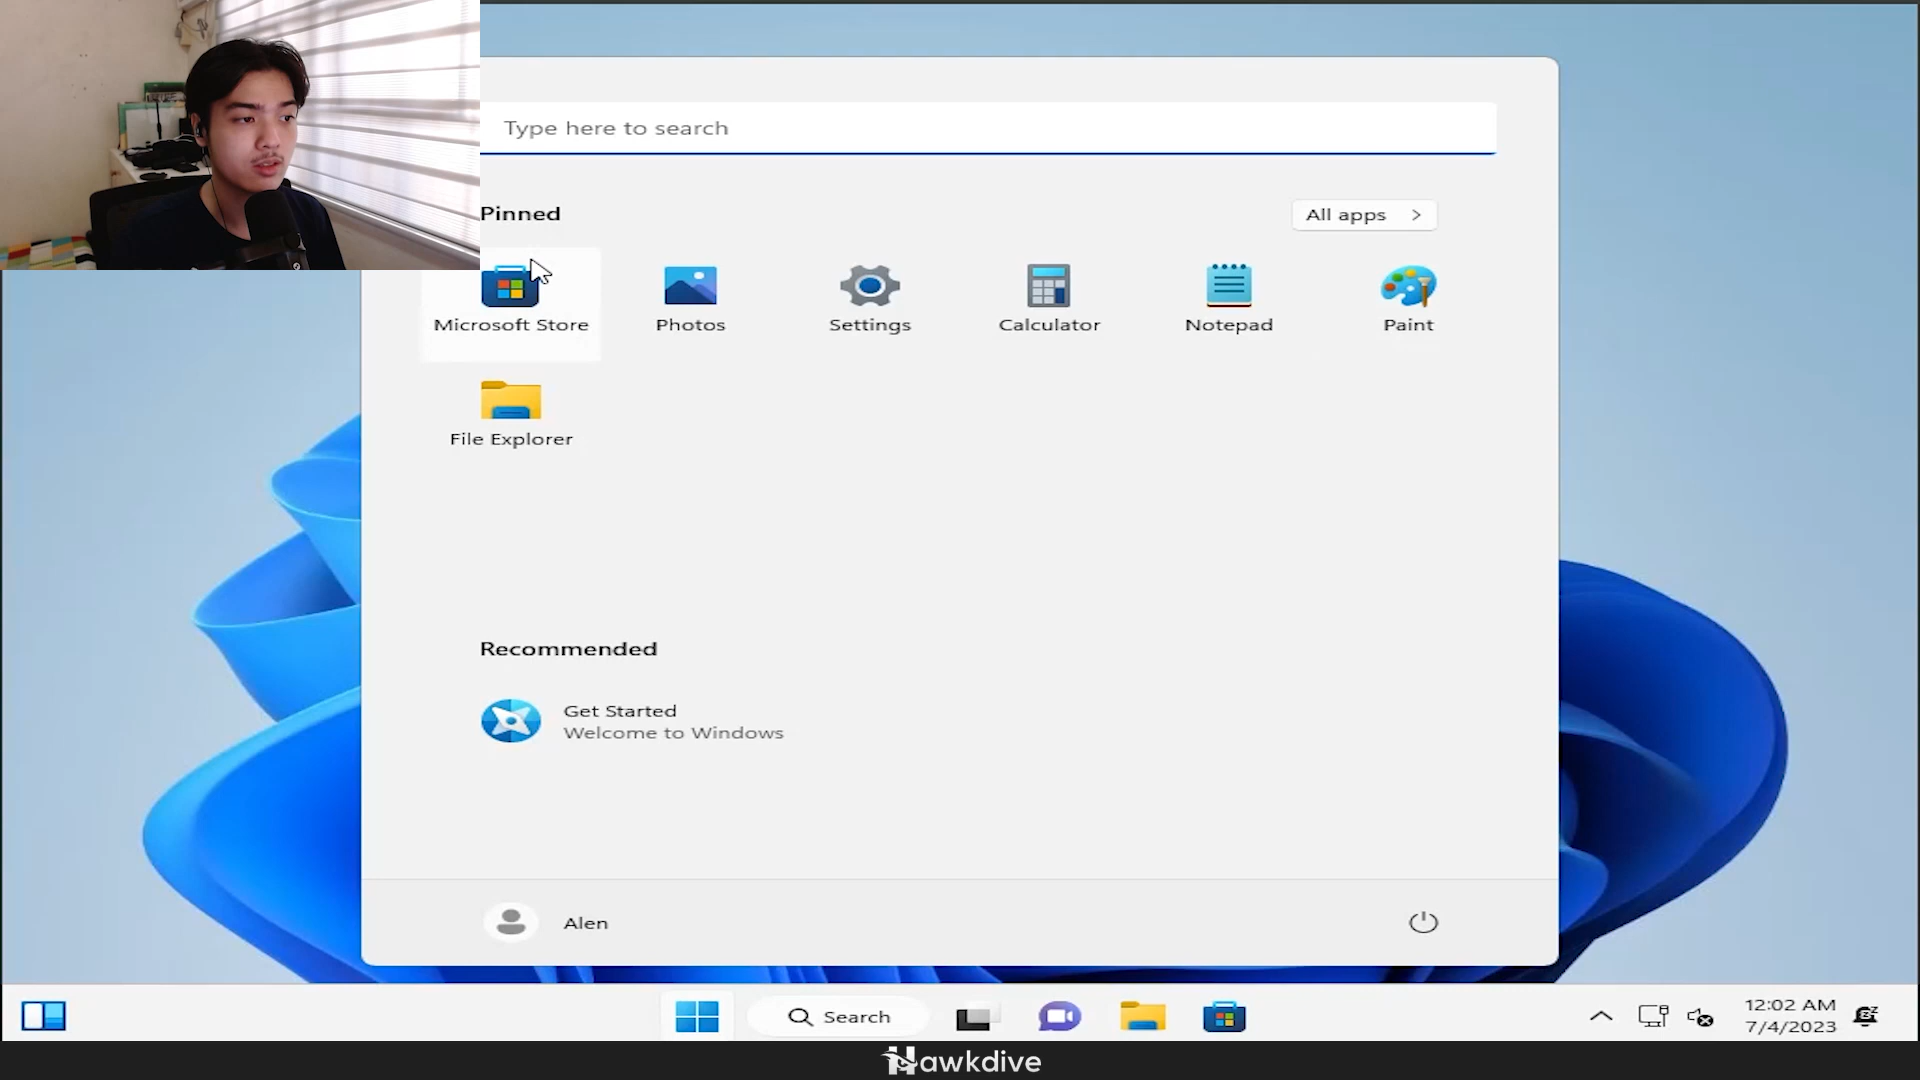 Type here to search
Pinned
All apps
Microsoft Store
Photos
Settings
Calculator
Notepad
Paint
File Explorer
Recommended
Get Started
Welcome to Windows
Alen
Search
12:02 AM
7/4/2023
Hawkdive